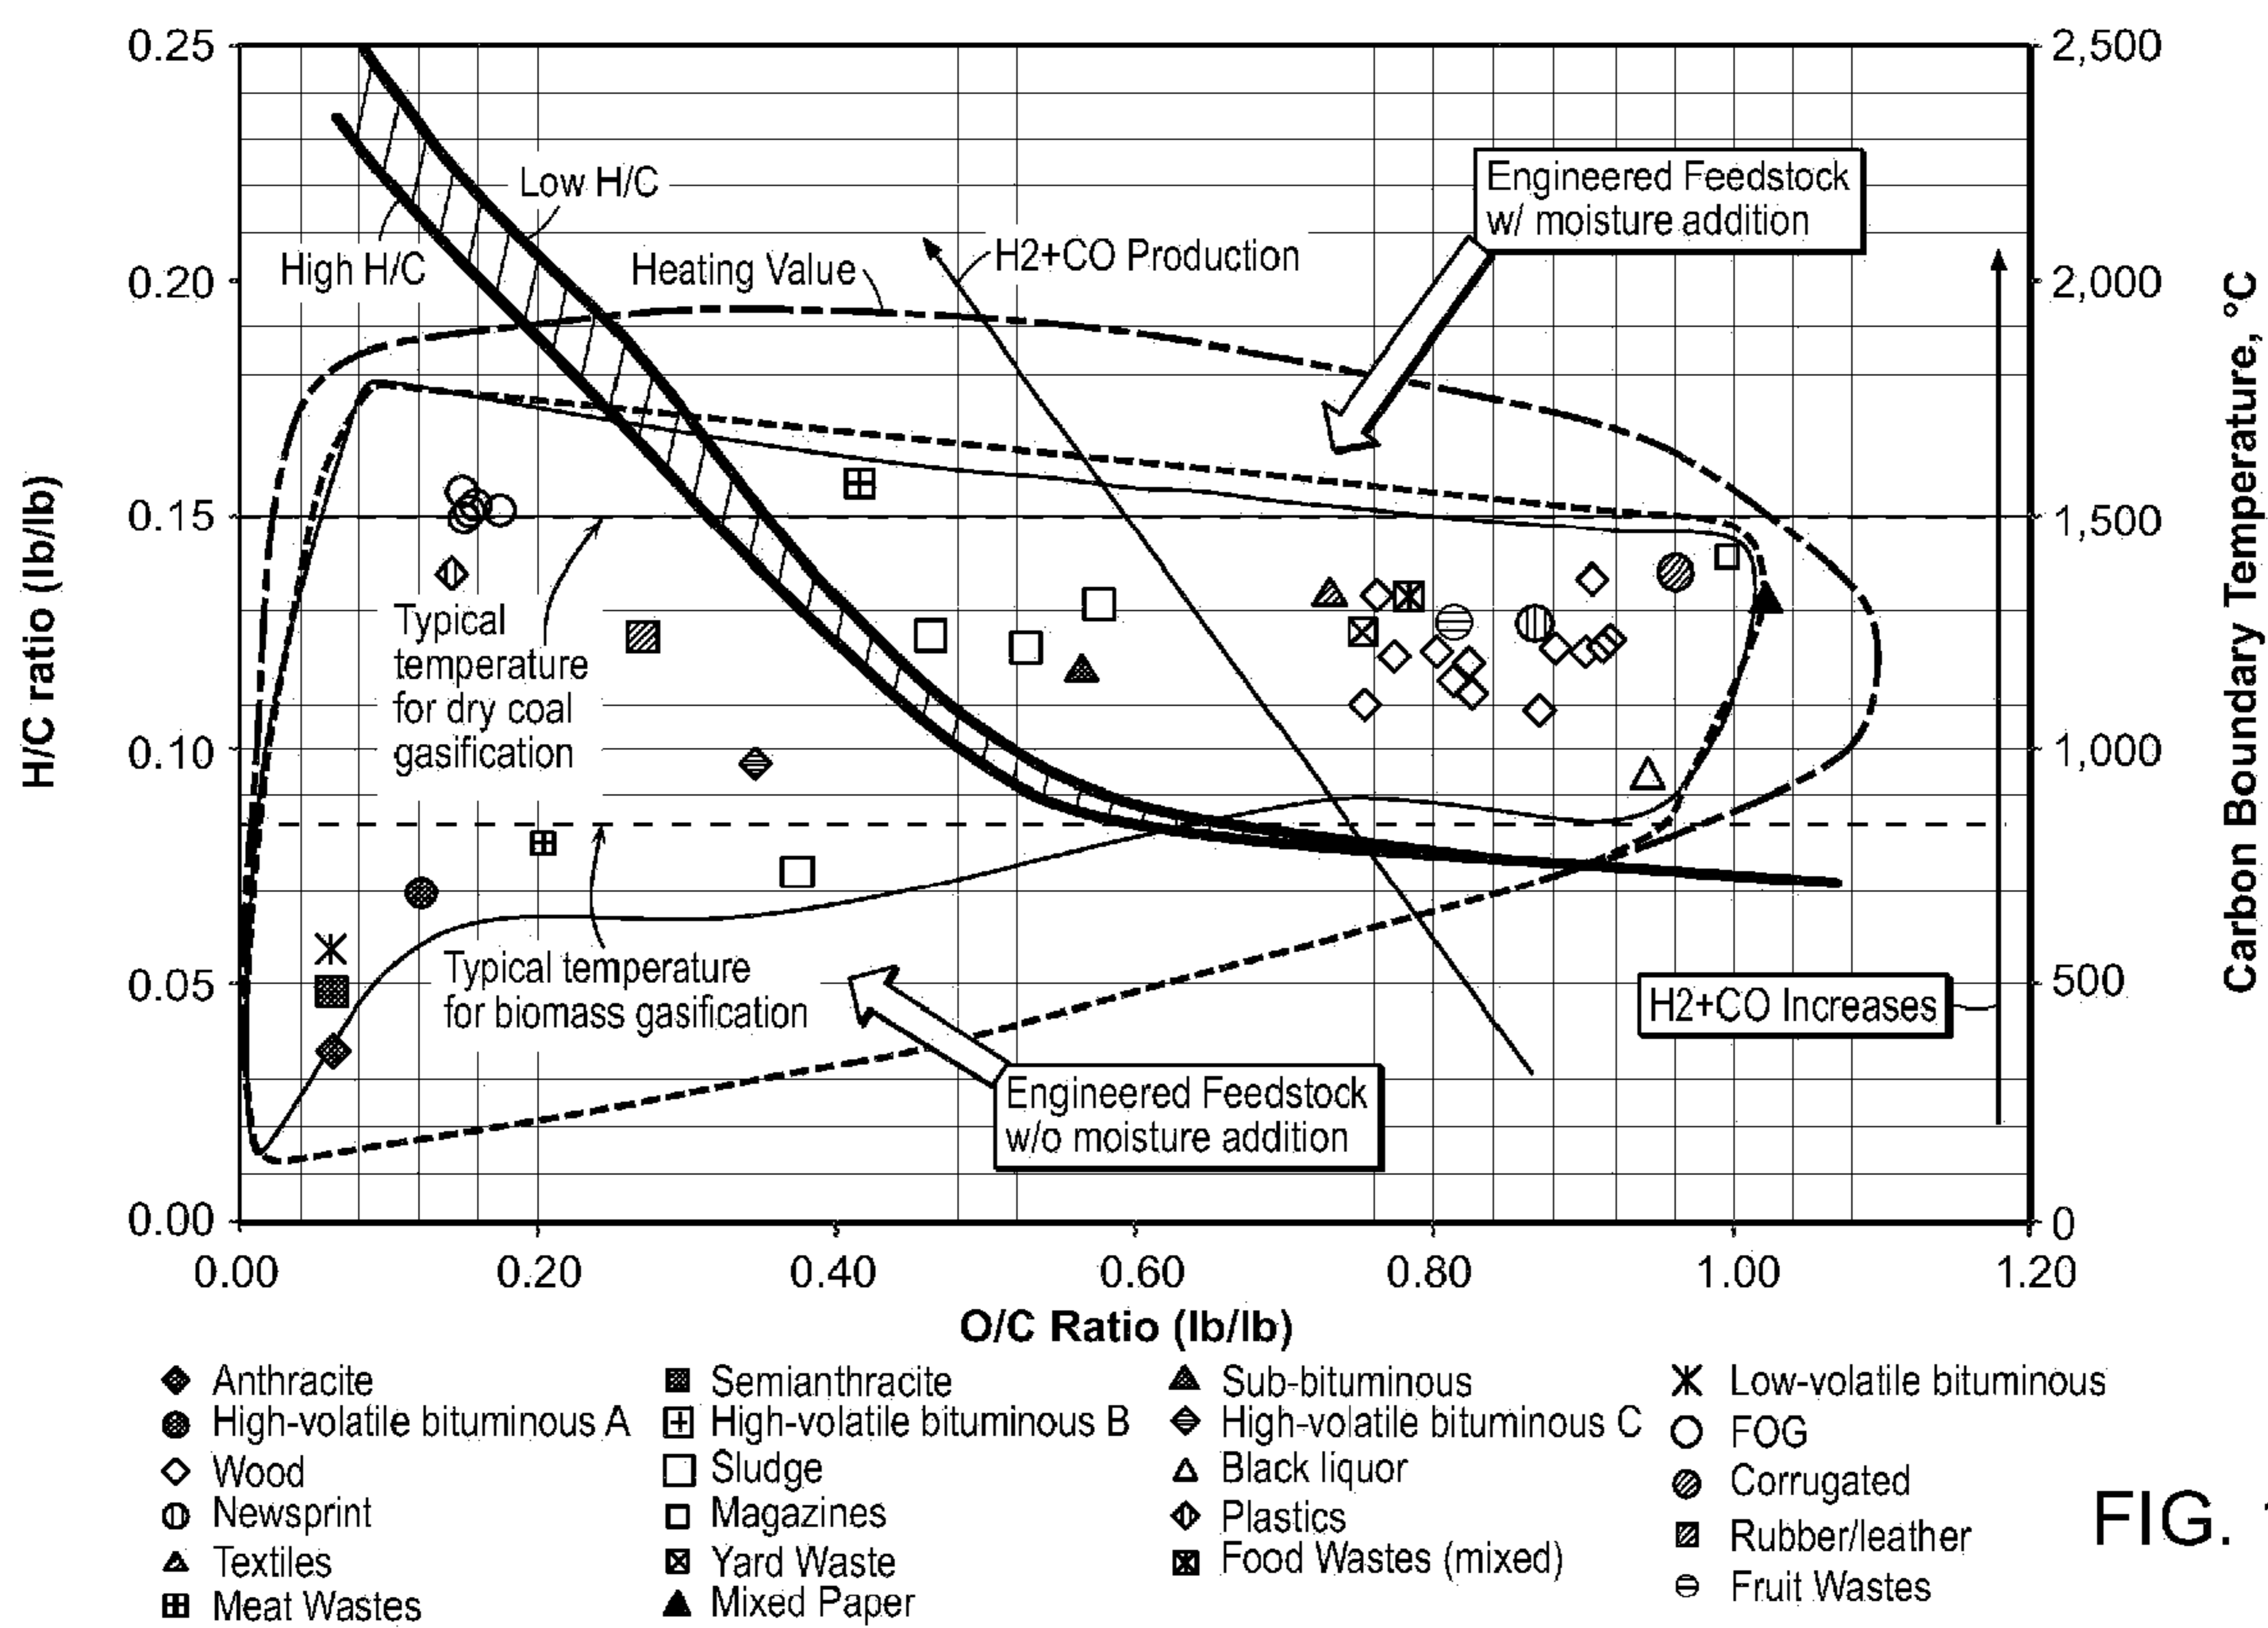 0.25
0.20
0.15
0.10
0.05
0.00
H/C ratio (lb/lb)
2,500
2,000
1,500
1,000
500
0
Carbon Boundary Temperature, °C
Low H/C
High H/C
Heating Value
H2+CO Production
Engineered Feedstock
w/ moisture addition
Typical
temperature
for dry coal
gasification
Typical temperature
for biomass gasification
H2+CO Increases
Engineered Feedstock
w/o moisture addition
0.00 0.20 0.40 0.60 0.80 1.00 1.20
O/C Ratio (lb/lb)
Anthracite
High-volatile bituminous A
Wood
Newsprint
Textiles
Meat Wastes
Semianthracite
High-volatile bituminous B
Sludge
Magazines
Yard Waste
Mixed Paper
Sub-bituminous
High-volatile bituminous C
Black liquor
Plastics
Food Wastes (mixed)
Low-volatile bituminous
FOG
Corrugated
Rubber/leather
Fruit Wastes
FIG.